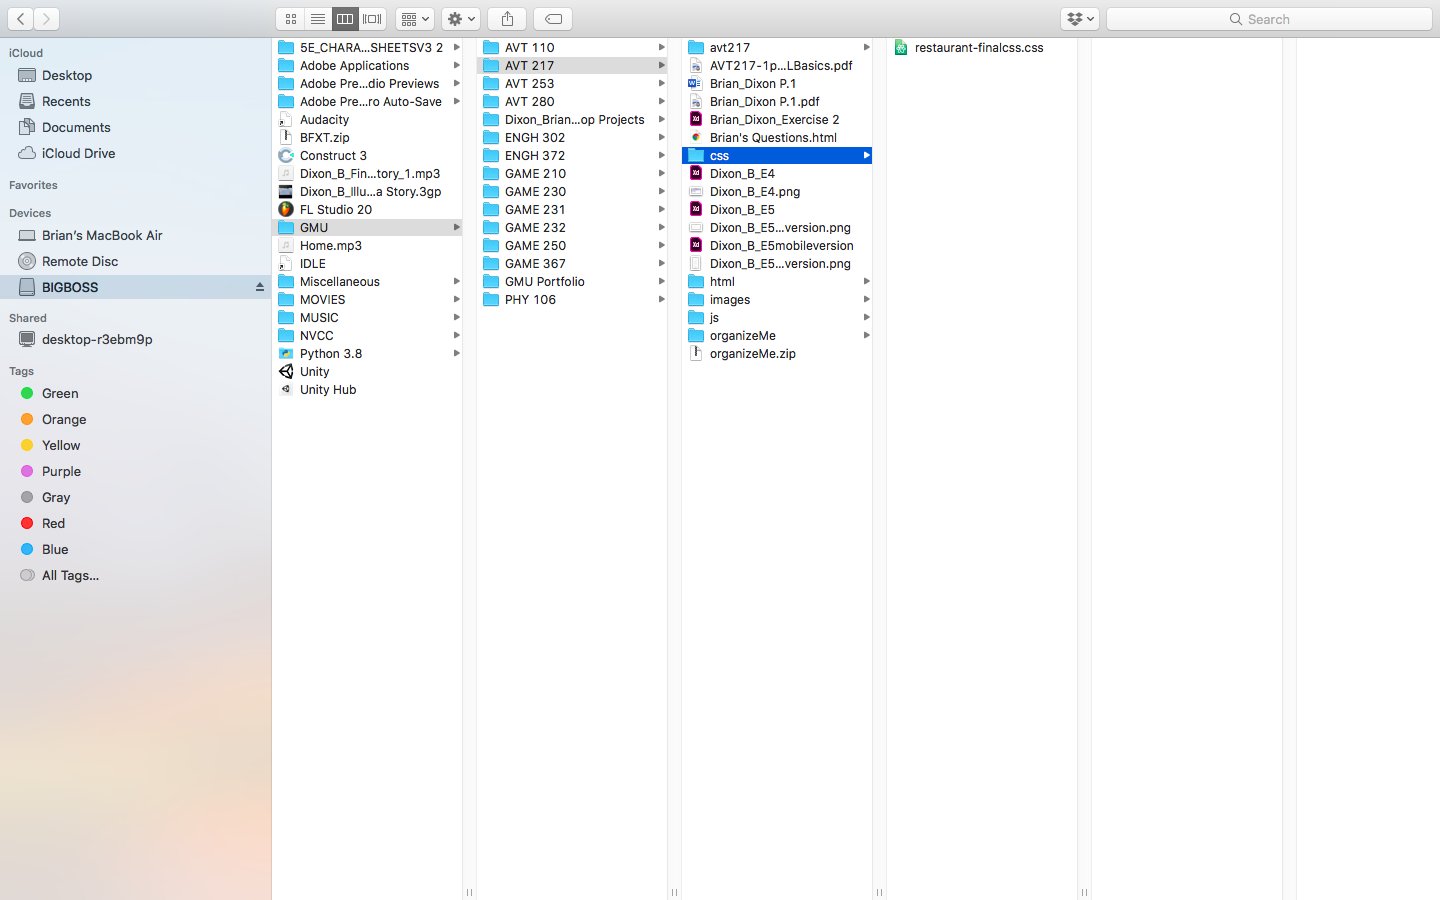 Search
iCloud
Desktop
Recents
Documents
iCloud Drive
Favorites
Devices
Brian's MacBook Air
Remote Disc
BIGBOSS
Shared
desktop-r3ebm9p
Tags
Green
Orange
Yellow
Purple
Gray
Red
Blue
All Tags...
5E_CHARA...SHEETSV3 2
Adobe Applications
Adobe Pre...dio Previews
Adobe Pre...ro Auto-Save
Audacity
BFXT.zip
Construct 3
Dixon_B_Fin...tory_1.mp3
Dixon_B_Illu...a Story.3gp
FL Studio 20
GMU
Home.mp3
IDLE
Miscellaneous
MOVIES
MUSIC
NVCC
Python 3.8
Unity
Unity Hub
AVT 110
AVT 217
AVT 253
AVT 280
Dixon_Brian...op Projects
ENGH 302
ENGH 372
GAME 210
GAME 230
GAME 231
GAME 232
GAME 250
GAME 367
GMU Portfolio
PHY 106
avt217
AVT217-1p...LBasics.pdf
Brian_Dixon P.1
Brian_Dixon P.1.pdf
Brian_Dixon_Exercise 2
Brian's Questions.html
css
Dixon_B_E4
Dixon_B_E4.png
Dixon_B_E5
Dixon_B_E5...version.png
Dixon_B_E5mobileversion
Dixon_B_E5...version.png
html
images
js
organizeMe
organizeMe.zip
restaurant-finalcss.css